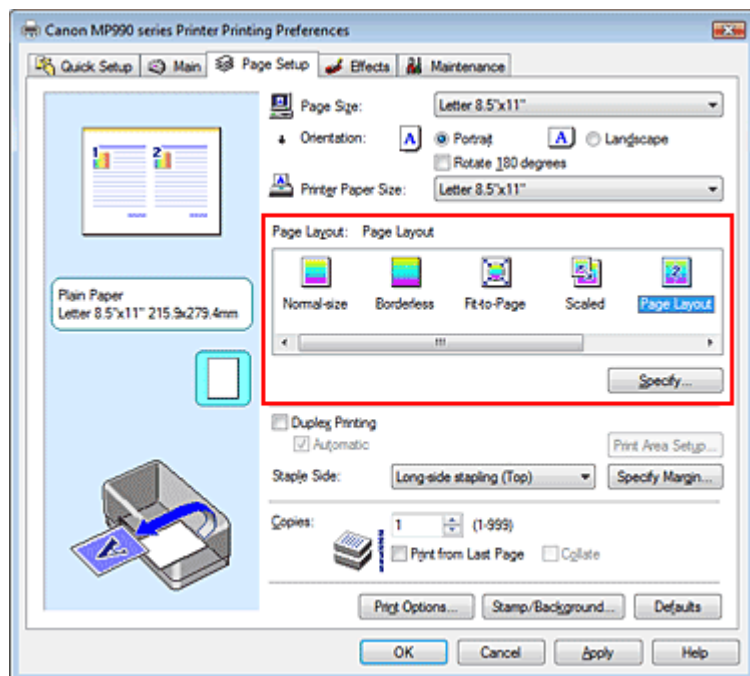 Canon MP990 series Printer Printing Preferences
Quick Setup Main Page Setup Effects Maintenance
Page Size: Letter 8.5"x11"
Orientation: A Portrait A Landscape
Rotate 180 degrees
Printer Paper Size: Letter 8.5"x11"
1 2
Page Layout: Page Layout
Normal-size Borderless Fit-to-Page Scaled Page Layout
Plain Paper
Letter 8.5"x11" 215.9x279.4mm
Specify...
Duplex Printing
Automatic Print Area Setup...
Staple Side: Long-side stapling (Top) Specify Margin...
Copies: 1 (1-999)
Print from Last Page Collate
A
Print Options... Stamp/Background... Defaults
OK Cancel Apply Help